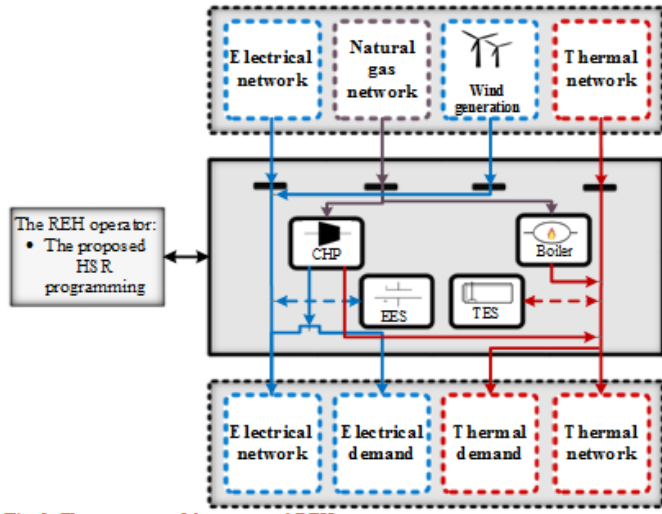 Electrical
network
Natural
gas
network
Wind
generation
Thermal
network
The REH operator:
• The proposed
HSR
programming
CHP
Boiler
EES
TES
Electrical
network
Electrical
demand
Thermal
demand
Thermal
network